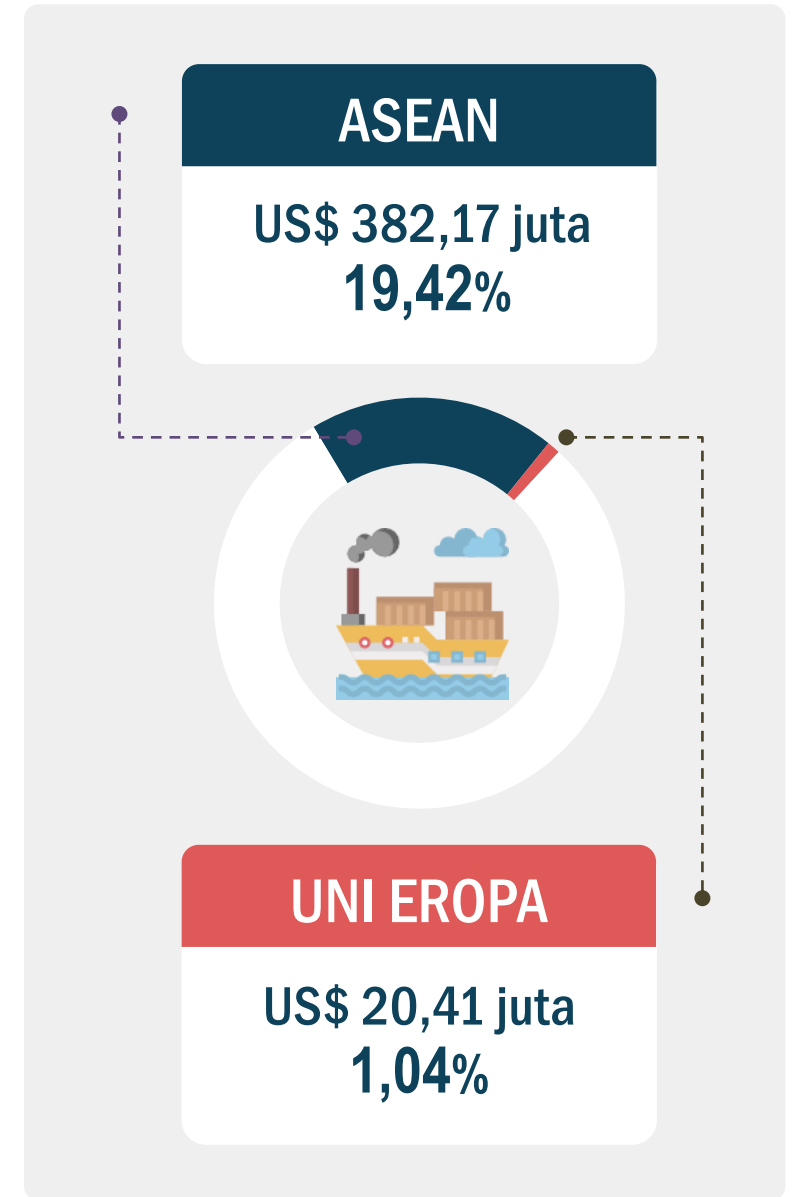 ASEAN
US$ 382,17 juta
19,42%
UNI EROPA
US$ 20,41 juta
1,04%